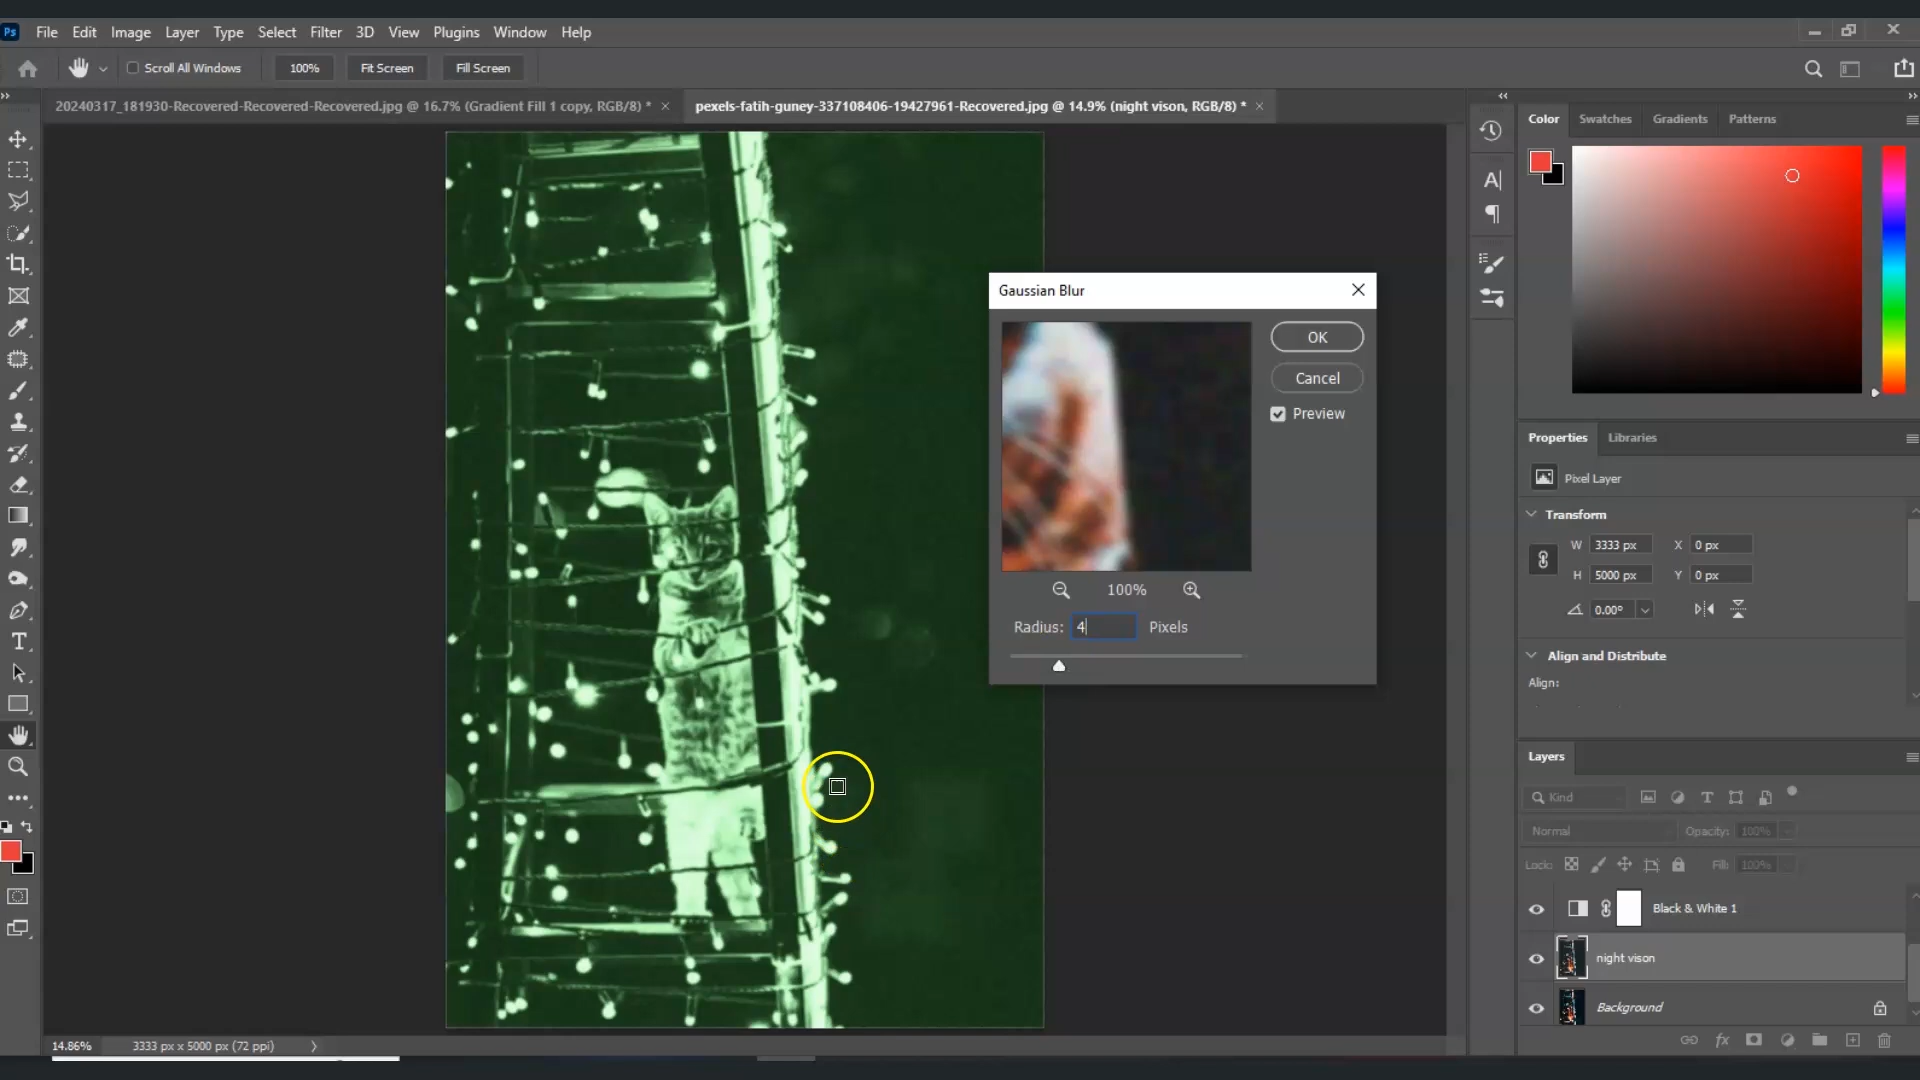 Ps File Edit Image Layer Type Select Filter 3D View Plugins Window Help
Scroll All Windows 100% Fit Screen Fill Screen
20240317_181930-Recovered-Recovered-Recovered.jpg @ 16.7% (Gradient Fill 1 copy, RGB/8) * × pexels-fatih-guney-337108406-19427961-Recovered.jpg @ 14.9% (night vison, RGB/8) * ×
Color Swatches Gradients Patterns
Gaussian Blur
OK
Cancel
Preview
100%
Radius: 4 Pixels
Properties Libraries
Pixel Layer
Transform
W 3333 px X 0 px
H 5000 px Y 0 px
0.00°
Align and Distribute
Align:
Layers
Kind
Normal Opacity: 100%
Lock: Fill: 100%
Black & White 1
night vison
Background
14.86% 3333 px x 5000 px (72 ppi)